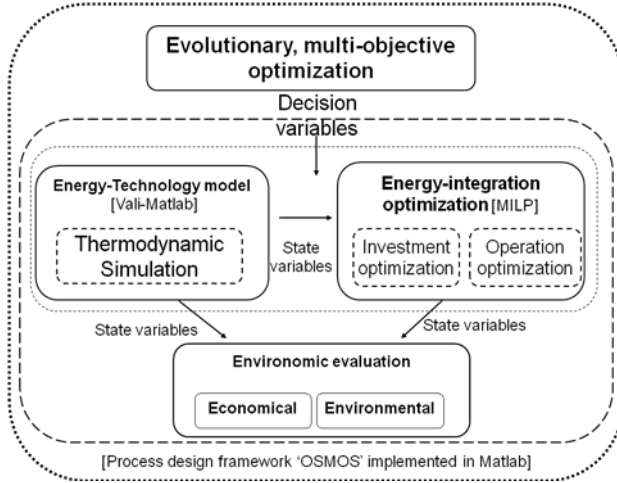 Evolutionary, multi-objective
optimization
Decision
variables
Energy-Technology model
[Vali-Matlab]
Thermodynamic
Simulation
State
variables
Energy-integration
optimization [MILP]
Investment
optimization
Operation
optimization
State variables
State variables
Environomic evaluation
Economical
Environmental
[Process design framework 'OSMOS' implemented in Matlab]